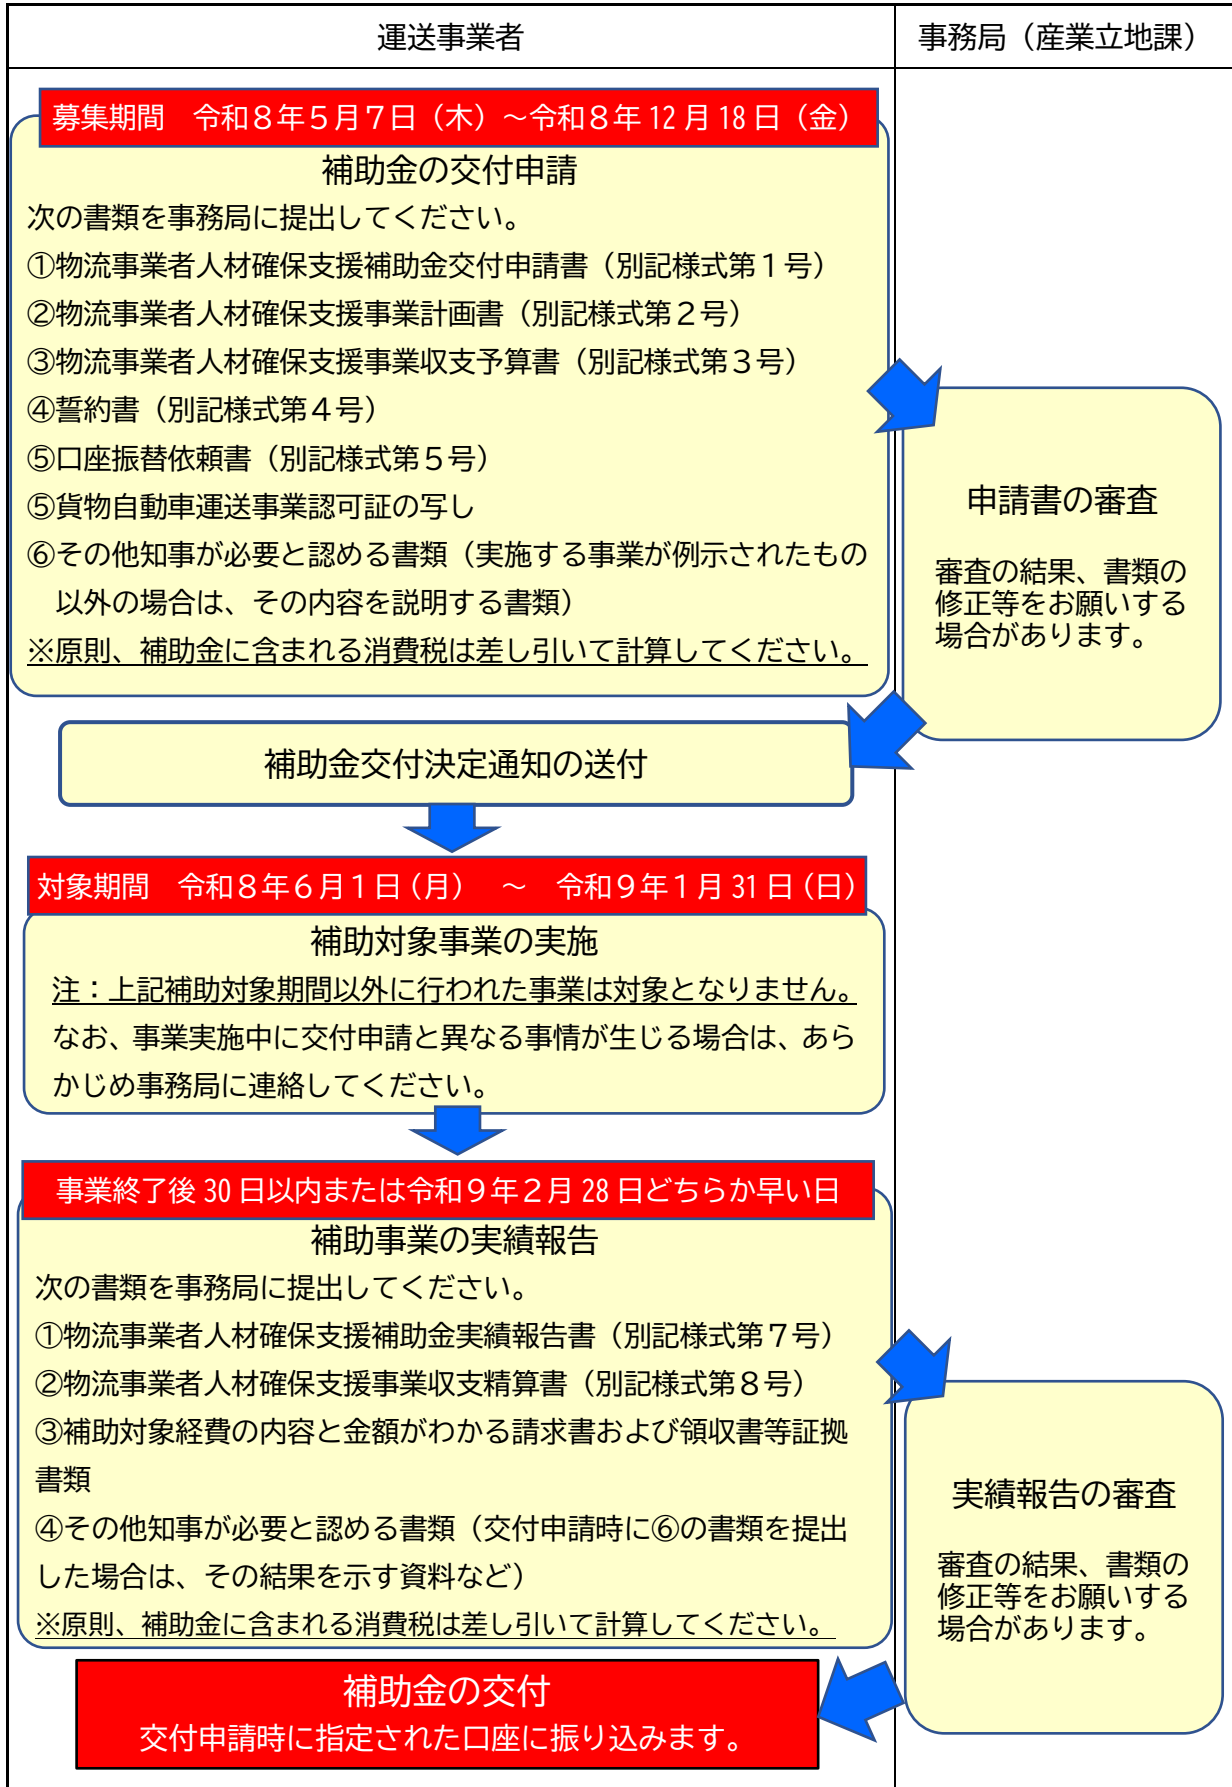 運送事業者
事務局（産業立地課）
募集期間　令和８年５月７日（木）～令和８年 12 月 18 日（金）
補助金の交付申請
次の書類を事務局に提出してください。
①物流事業者人材確保支援補助金交付申請書（別記様式第１号）
②物流事業者人材確保支援事業計画書（別記様式第２号）
③物流事業者人材確保支援事業収支予算書（別記様式第３号）
④誓約書（別記様式第４号）
⑤口座振替依頼書（別記様式第５号）
⑤貨物自動車運送事業認可証の写し
⑥その他知事が必要と認める書類（実施する事業が例示されたもの
以外の場合は、その内容を説明する書類）
※原則、補助金に含まれる消費税は差し引いて計算してください。
申請書の審査
審査の結果、書類の
修正等をお願いする
場合があります。
補助金交付決定通知の送付
対象期間　令和８年６月１日（月）　～　令和９年１月 31 日（日）
補助対象事業の実施
注：上記補助対象期間以外に行われた事業は対象となりません。
なお、事業実施中に交付申請と異なる事情が生じる場合は、あら
かじめ事務局に連絡してください。
事業終了後 30 日以内または令和９年２月 28 日どちらか早い日
補助事業の実績報告
次の書類を事務局に提出してください。
①物流事業者人材確保支援補助金実績報告書（別記様式第７号）
②物流事業者人材確保支援事業収支精算書（別記様式第８号）
③補助対象経費の内容と金額がわかる請求書および領収書等証拠
書類
④その他知事が必要と認める書類（交付申請時に⑥の書類を提出
した場合は、その結果を示す資料など）
※原則、補助金に含まれる消費税は差し引いて計算してください。
実績報告の審査
審査の結果、書類の
修正等をお願いする
場合があります。
補助金の交付
交付申請時に指定された口座に振り込みます。